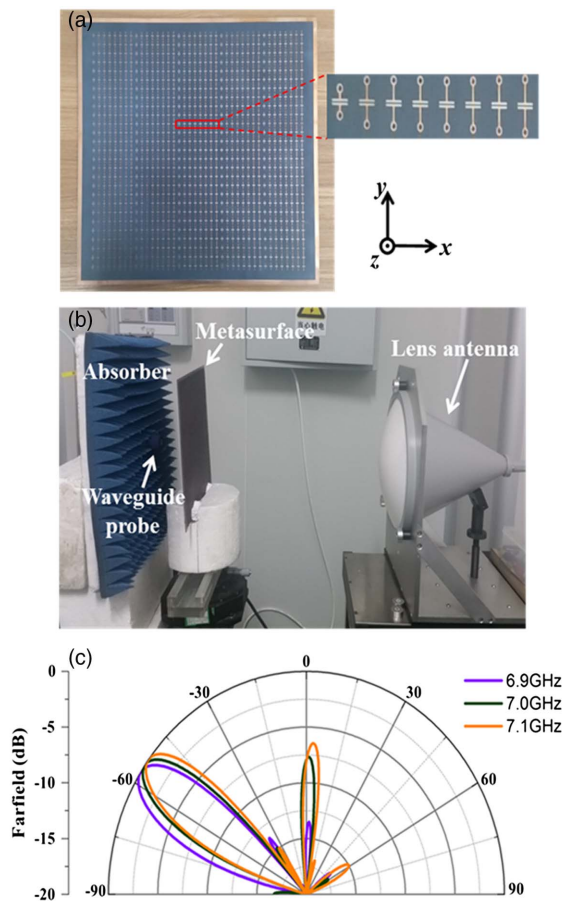 (a)
y
z
x
(b)
Metasurface
Lens antenna
Absorber
Waveguide
probe
(c)
0
0
-30
30
6.9GHz
7.0GHz
7.1GHz
-5
-10
-60
60
-15
-20
-90
90
Farfield (dB)